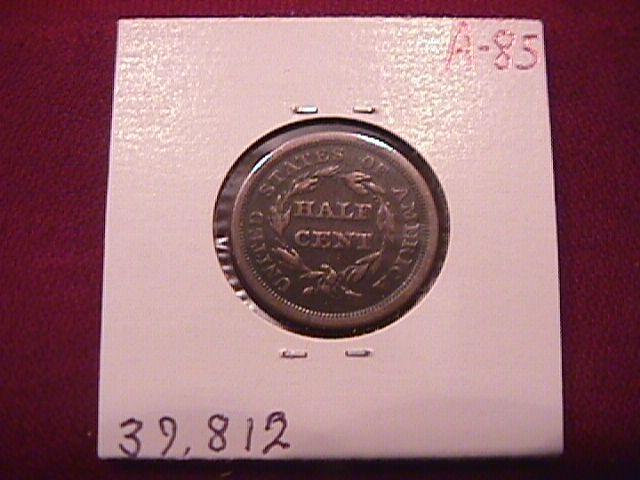 A-85
UNITED STATES OF AMERICA
HALF
CENT
39,812